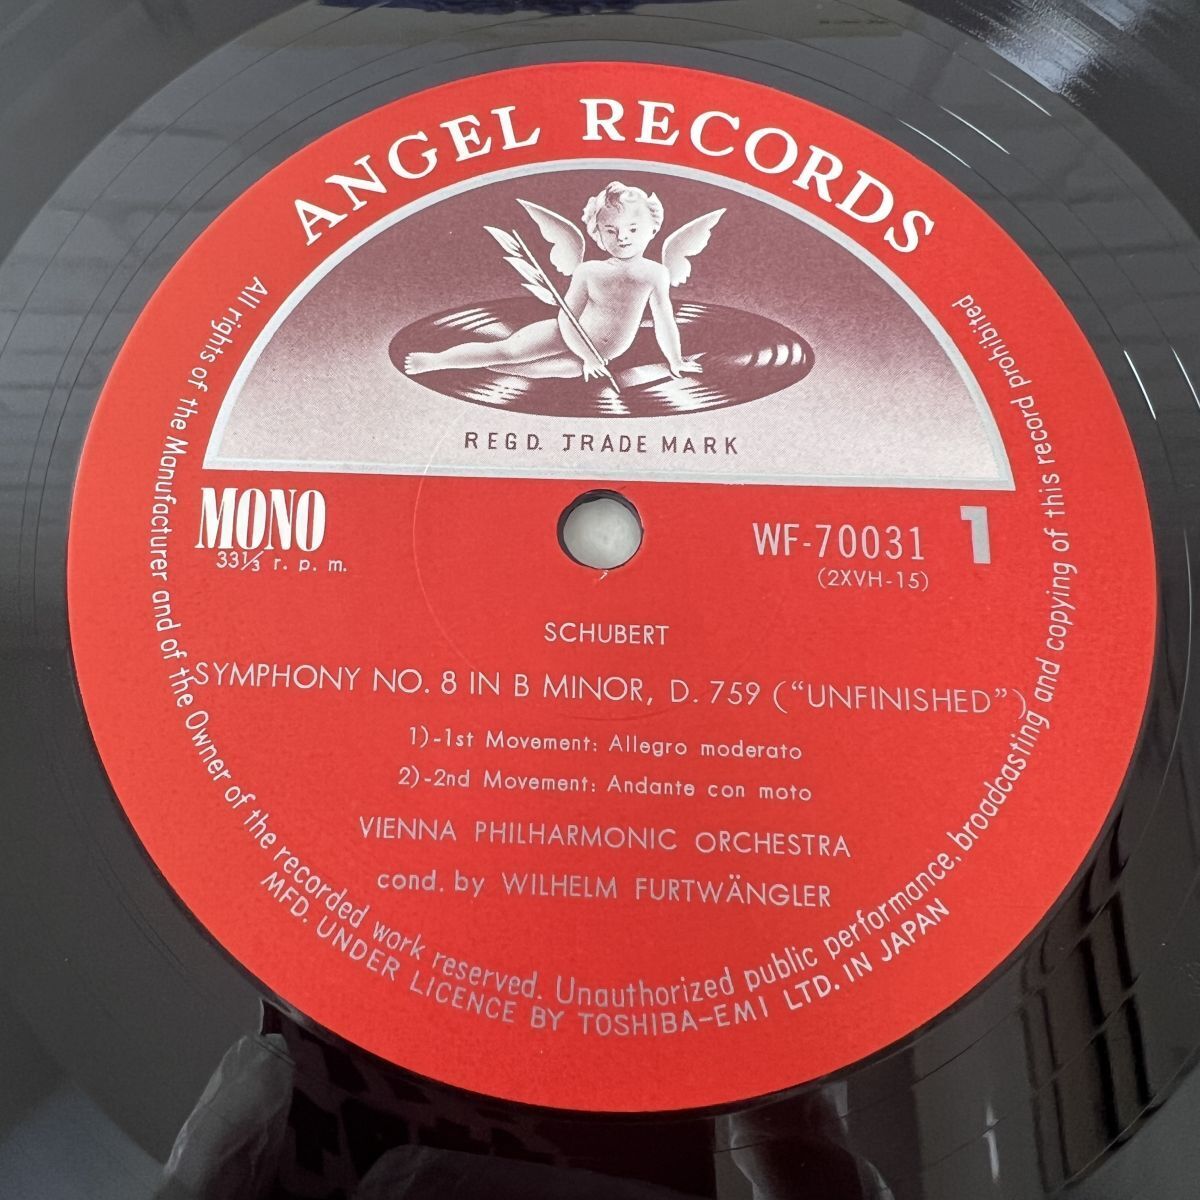 ANGEL RECORDS
REGD. TRADE MARK
MONO
33⅓ r. p. m.
WF-70031
1
(2XVH-15)
SCHUBERT
SYMPHONY NO. 8 IN B MINOR, D. 759 (“UNFINISHED”)
1)-1st Movement: Allegro moderato
2)-2nd Movement: Andante con moto
VIENNA PHILHARMONIC ORCHESTRA
cond. by WILHELM FURTWÄNGLER
All rights of the Manufacturer and of the Owner of the recorded work reserved. Unauthorized public performance, broadcasting and copying of this record prohibited
MFD. UNDER LICENCE BY TOSHIBA-EMI LTD. IN JAPAN